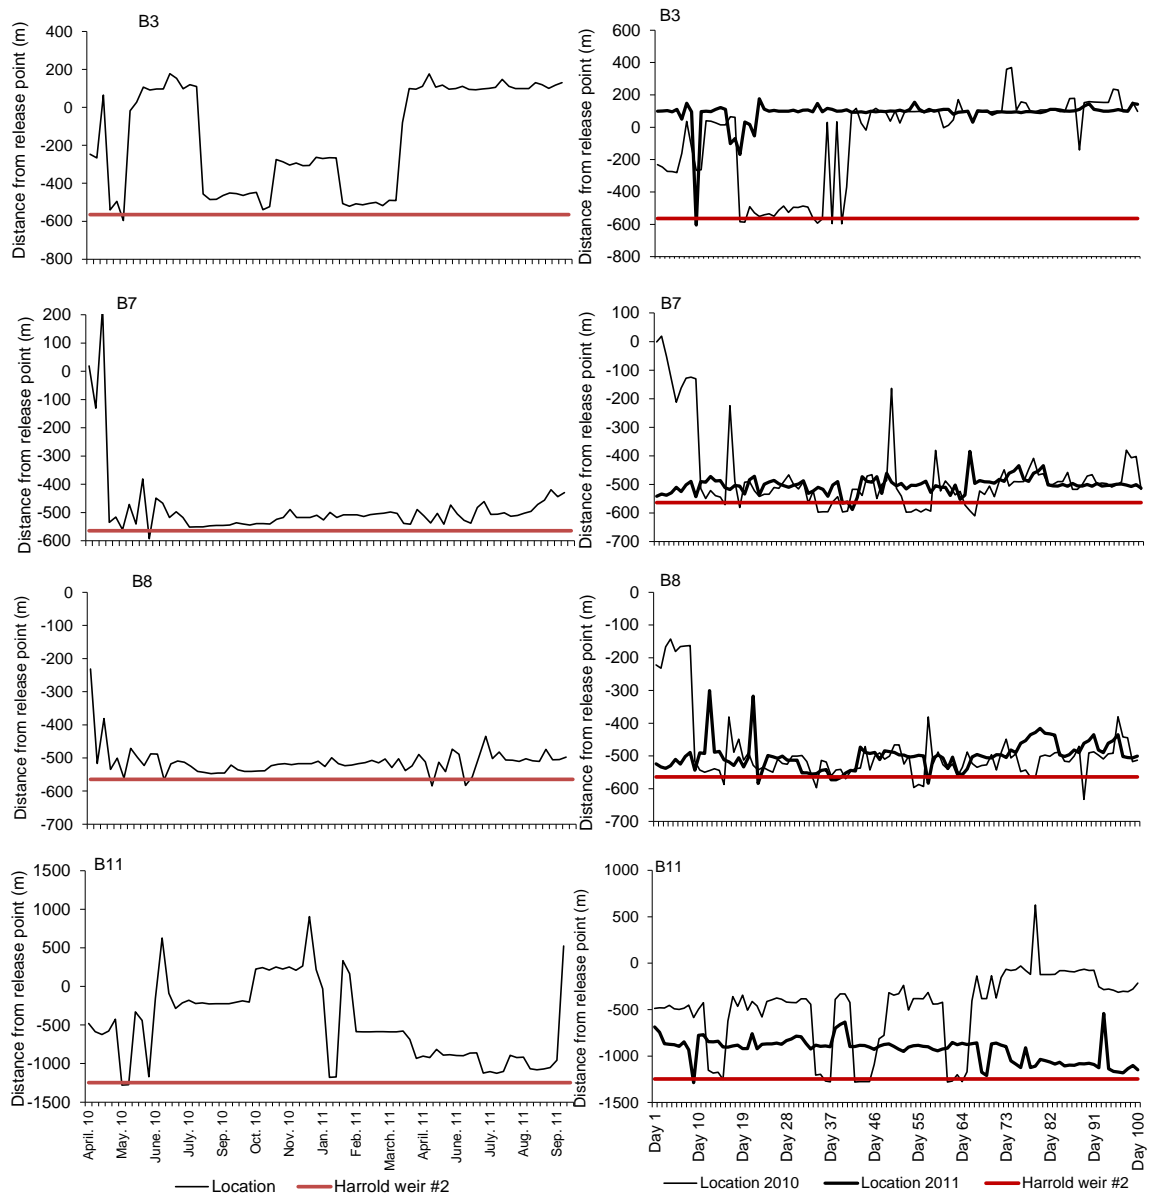 B3
Distance from release point (m)
400
200
0
-200
-400
-600
-800
B3
Distance from release point (m)
600
400
200
0
-200
-400
-600
-800
B7
Distance from release point (m)
200
100
0
-100
-200
-300
-400
-500
-600
B7
Distance from release point (m)
100
0
-100
-200
-300
-400
-500
-600
-700
B8
Distance from release point (m)
0
-100
-200
-300
-400
-500
-600
-700
B8
Distance from release point (m)
0
-100
-200
-300
-400
-500
-600
-700
B11
Distance from release point (m)
1500
1000
500
0
-500
-1000
-1500
April. 10
May. 10
June. 10
July. 10
Sep. 10
Oct. 10
Nov. 10
Jan. 11
Feb. 11
March. 11
April. 11
June. 11
July. 11
Aug. 11
Sep. 11
Location
Harrold weir #2
B11
Distance from release point (m)
1000
500
0
-500
-1000
-1500
Day 1
Day 10
Day 19
Day 28
Day 37
Day 46
Day 55
Day 64
Day 73
Day 82
Day 91
Day 100
Location 2010
Location 2011
Harrold weir #2